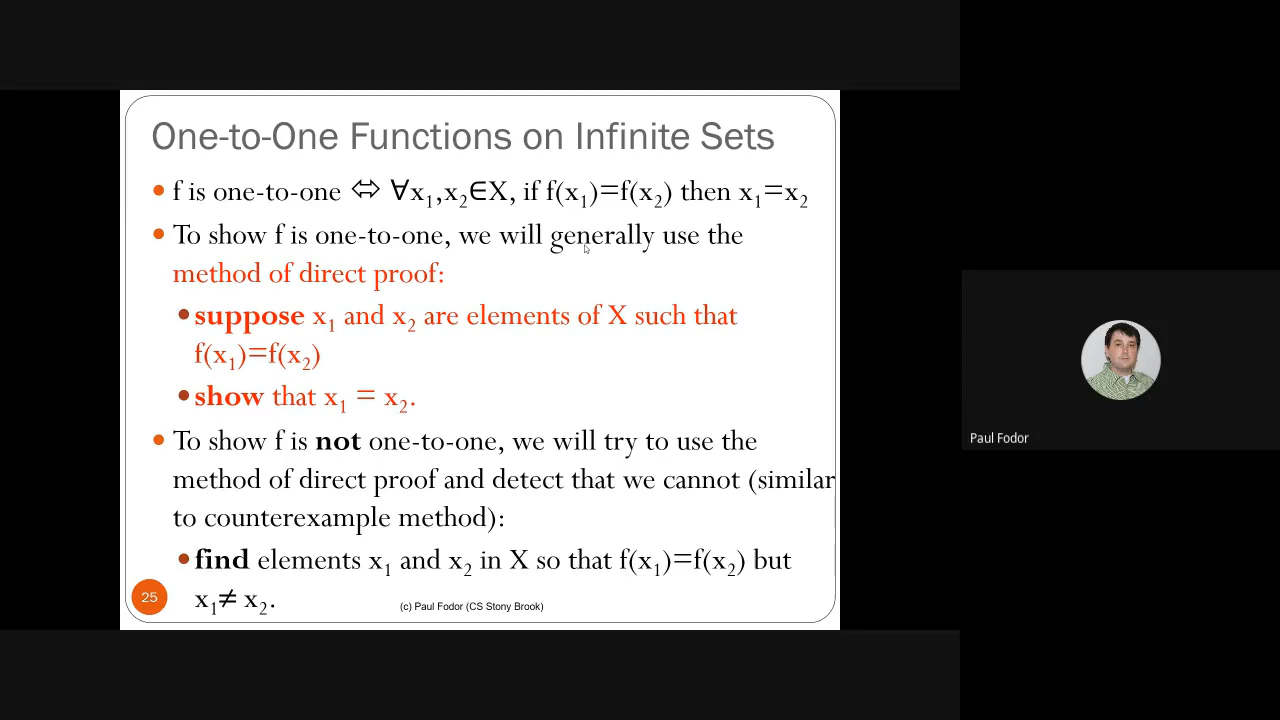 One-to-One Functions on Infinite Sets
• f is one-to-one ⬄ ∀x₁,x₂∈X, if f(x₁)=f(x₂) then x₁=x₂
• To show f is one-to-one, we will generally use the
method of direct proof:
• suppose x₁ and x₂ are elements of X such that
f(x₁)=f(x₂)
• show that x₁ = x₂.
• To show f is not one-to-one, we will try to use the
method of direct proof and detect that we cannot (similar
to counterexample method):
• find elements x₁ and x₂ in X so that f(x₁)=f(x₂) but
x₁≠ x₂.
25
(c) Paul Fodor (CS Stony Brook)
Paul Fodor